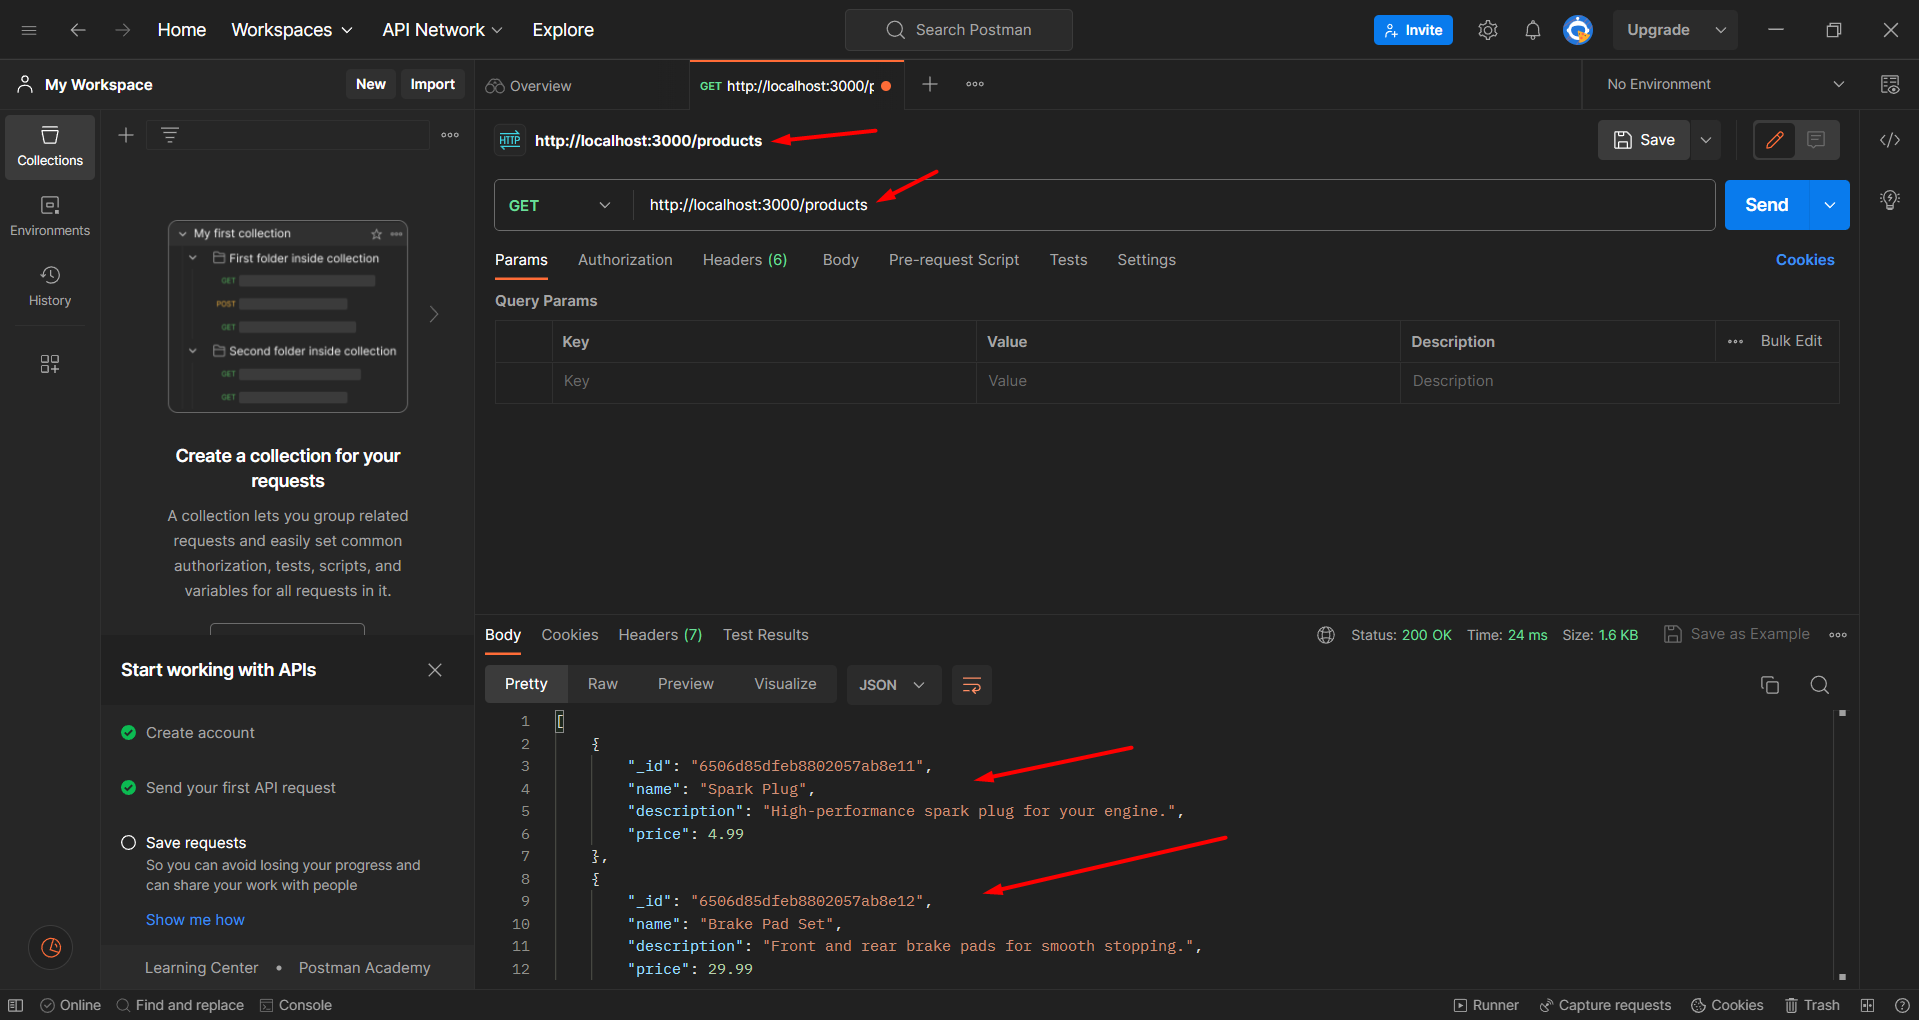 Home Workspaces API Network Explore Search Postman Invite Upgrade
My Workspace New Import
Overview GET http://localhost:3000/p No Environment
Collections
Environments
History
My first collection
First folder inside collection
GET
POST
GET
Second folder inside collection
GET
GET
Create a collection for your
requests
A collection lets you group related
requests and easily set common
authorization, tests, scripts, and
variables for all requests in it.
Start working with APIs
Create account
Send your first API request
Save requests
So you can avoid losing your progress and
can share your work with people
Show me how
Learning Center • Postman Academy
HTTP http://localhost:3000/products Save
GET http://localhost:3000/products Send
Params Authorization Headers (6) Body Pre-request Script Tests Settings Cookies
Query Params
Key Value Description Bulk Edit
Key Value Description
Body Cookies Headers (7) Test Results Status: 200 OK Time: 24 ms Size: 1.6 KB Save as Example
Pretty Raw Preview Visualize JSON
1 [
2 {
3 "_id": "6506d85dfeb8802057ab8e11",
4 "name": "Spark Plug",
5 "description": "High-performance spark plug for your engine.",
6 "price": 4.99
7 },
8 {
9 "_id": "6506d85dfeb8802057ab8e12",
10 "name": "Brake Pad Set",
11 "description": "Front and rear brake pads for smooth stopping.",
12 "price": 29.99
Online Find and replace Console Runner Capture requests Cookies Trash